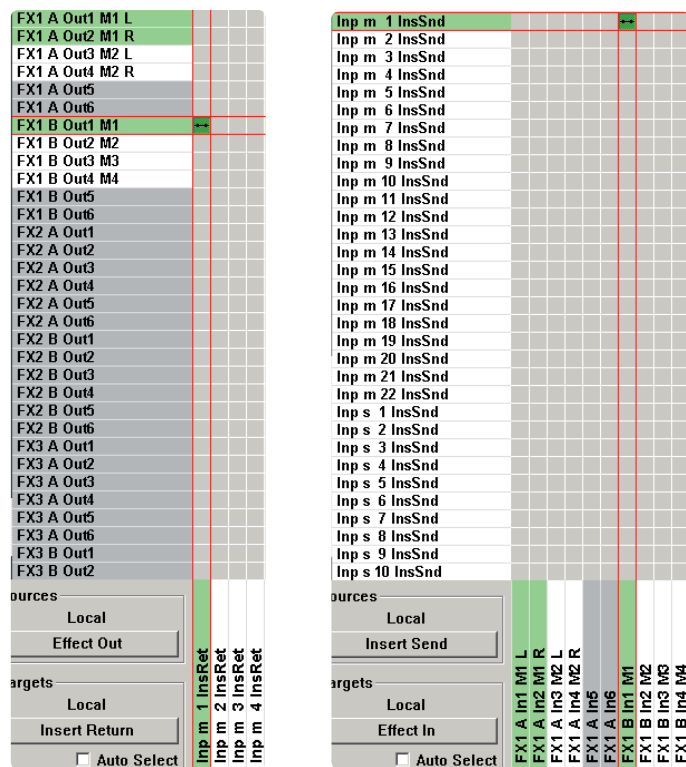 FX1 A Out1 M1 L
FX1 A Out2 M1 R
FX1 A Out3 M2 L
FX1 A Out4 M2 R
FX1 A Out5
FX1 A Out6
FX1 B Out1 M1
FX1 B Out2 M2
FX1 B Out3 M3
FX1 B Out4 M4
FX1 B Out5
FX1 B Out6
FX2 A Out1
FX2 A Out2
FX2 A Out3
FX2 A Out4
FX2 A Out5
FX2 A Out6
FX2 B Out1
FX2 B Out2
FX2 B Out3
FX2 B Out4
FX2 B Out5
FX2 B Out6
FX3 A Out1
FX3 A Out2
FX3 A Out3
FX3 A Out4
FX3 A Out5
FX3 A Out6
FX3 B Out1
FX3 B Out2
ources
Local
Effect Out
argets
Local
Insert Return
Auto Select
Inp m 1 InsRet
Inp m 2 InsRet
Inp m 3 InsRet
Inp m 4 InsRet
Inp m 1 InsSnd
Inp m 2 InsSnd
Inp m 3 InsSnd
Inp m 4 InsSnd
Inp m 5 InsSnd
Inp m 6 InsSnd
Inp m 7 InsSnd
Inp m 8 InsSnd
Inp m 9 InsSnd
Inp m 10 InsSnd
Inp m 11 InsSnd
Inp m 12 InsSnd
Inp m 13 InsSnd
Inp m 14 InsSnd
Inp m 15 InsSnd
Inp m 16 InsSnd
Inp m 17 InsSnd
Inp m 18 InsSnd
Inp m 19 InsSnd
Inp m 20 InsSnd
Inp m 21 InsSnd
Inp m 22 InsSnd
Inp s 1 InsSnd
Inp s 2 InsSnd
Inp s 3 InsSnd
Inp s 4 InsSnd
Inp s 5 InsSnd
Inp s 6 InsSnd
Inp s 7 InsSnd
Inp s 8 InsSnd
Inp s 9 InsSnd
Inp s 10 InsSnd
ources
Local
Insert Send
argets
Local
Effect In
Auto Select
FX1 A In1 M1 L
FX1 A In2 M1 R
FX1 A In3 M2 L
FX1 A In4 M2 R
FX1 A In5
FX1 A In6
FX1 B In1 M1
FX1 B In2 M2
FX1 B In3 M3
FX1 B In4 M4